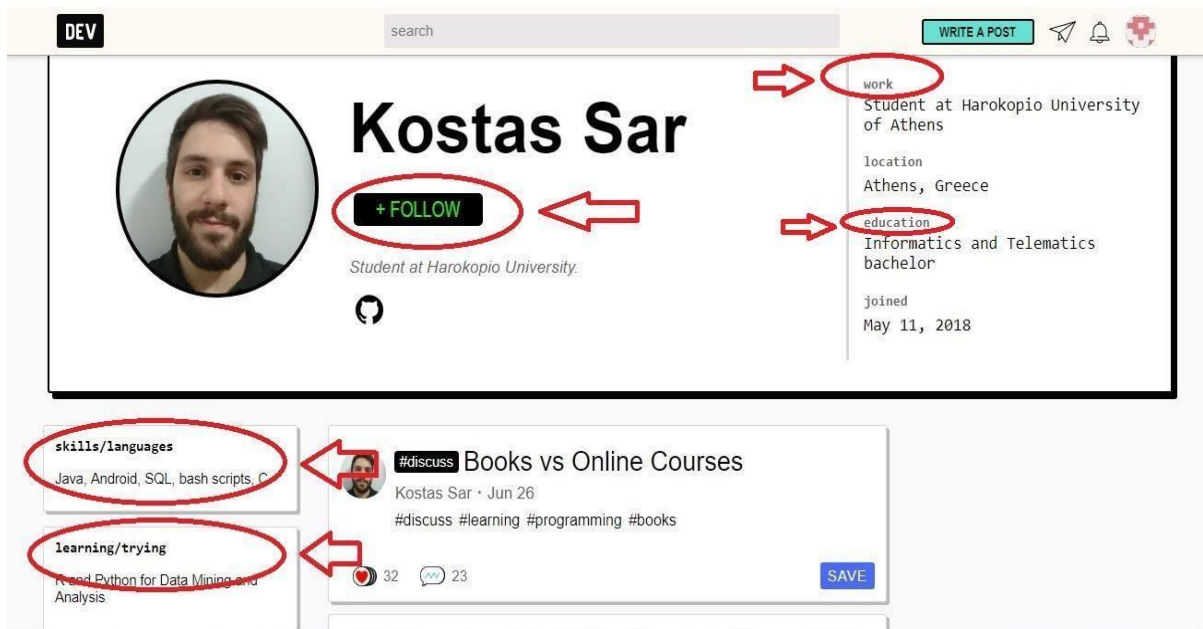 DEV
search
WRITE A POST
Kostas Sar
+ FOLLOW
Student at Harokopio University.
work
Student at Harokopio University
of Athens
location
Athens, Greece
education
Informatics and Telematics
bachelor
joined
May 11, 2018
skills/languages
Java, Android, SQL, bash scripts, C
learning/trying
R and Python for Data Mining and
Analysis
#discuss Books vs Online Courses
Kostas Sar · Jun 26
#discuss #learning #programming #books
32 23
SAVE